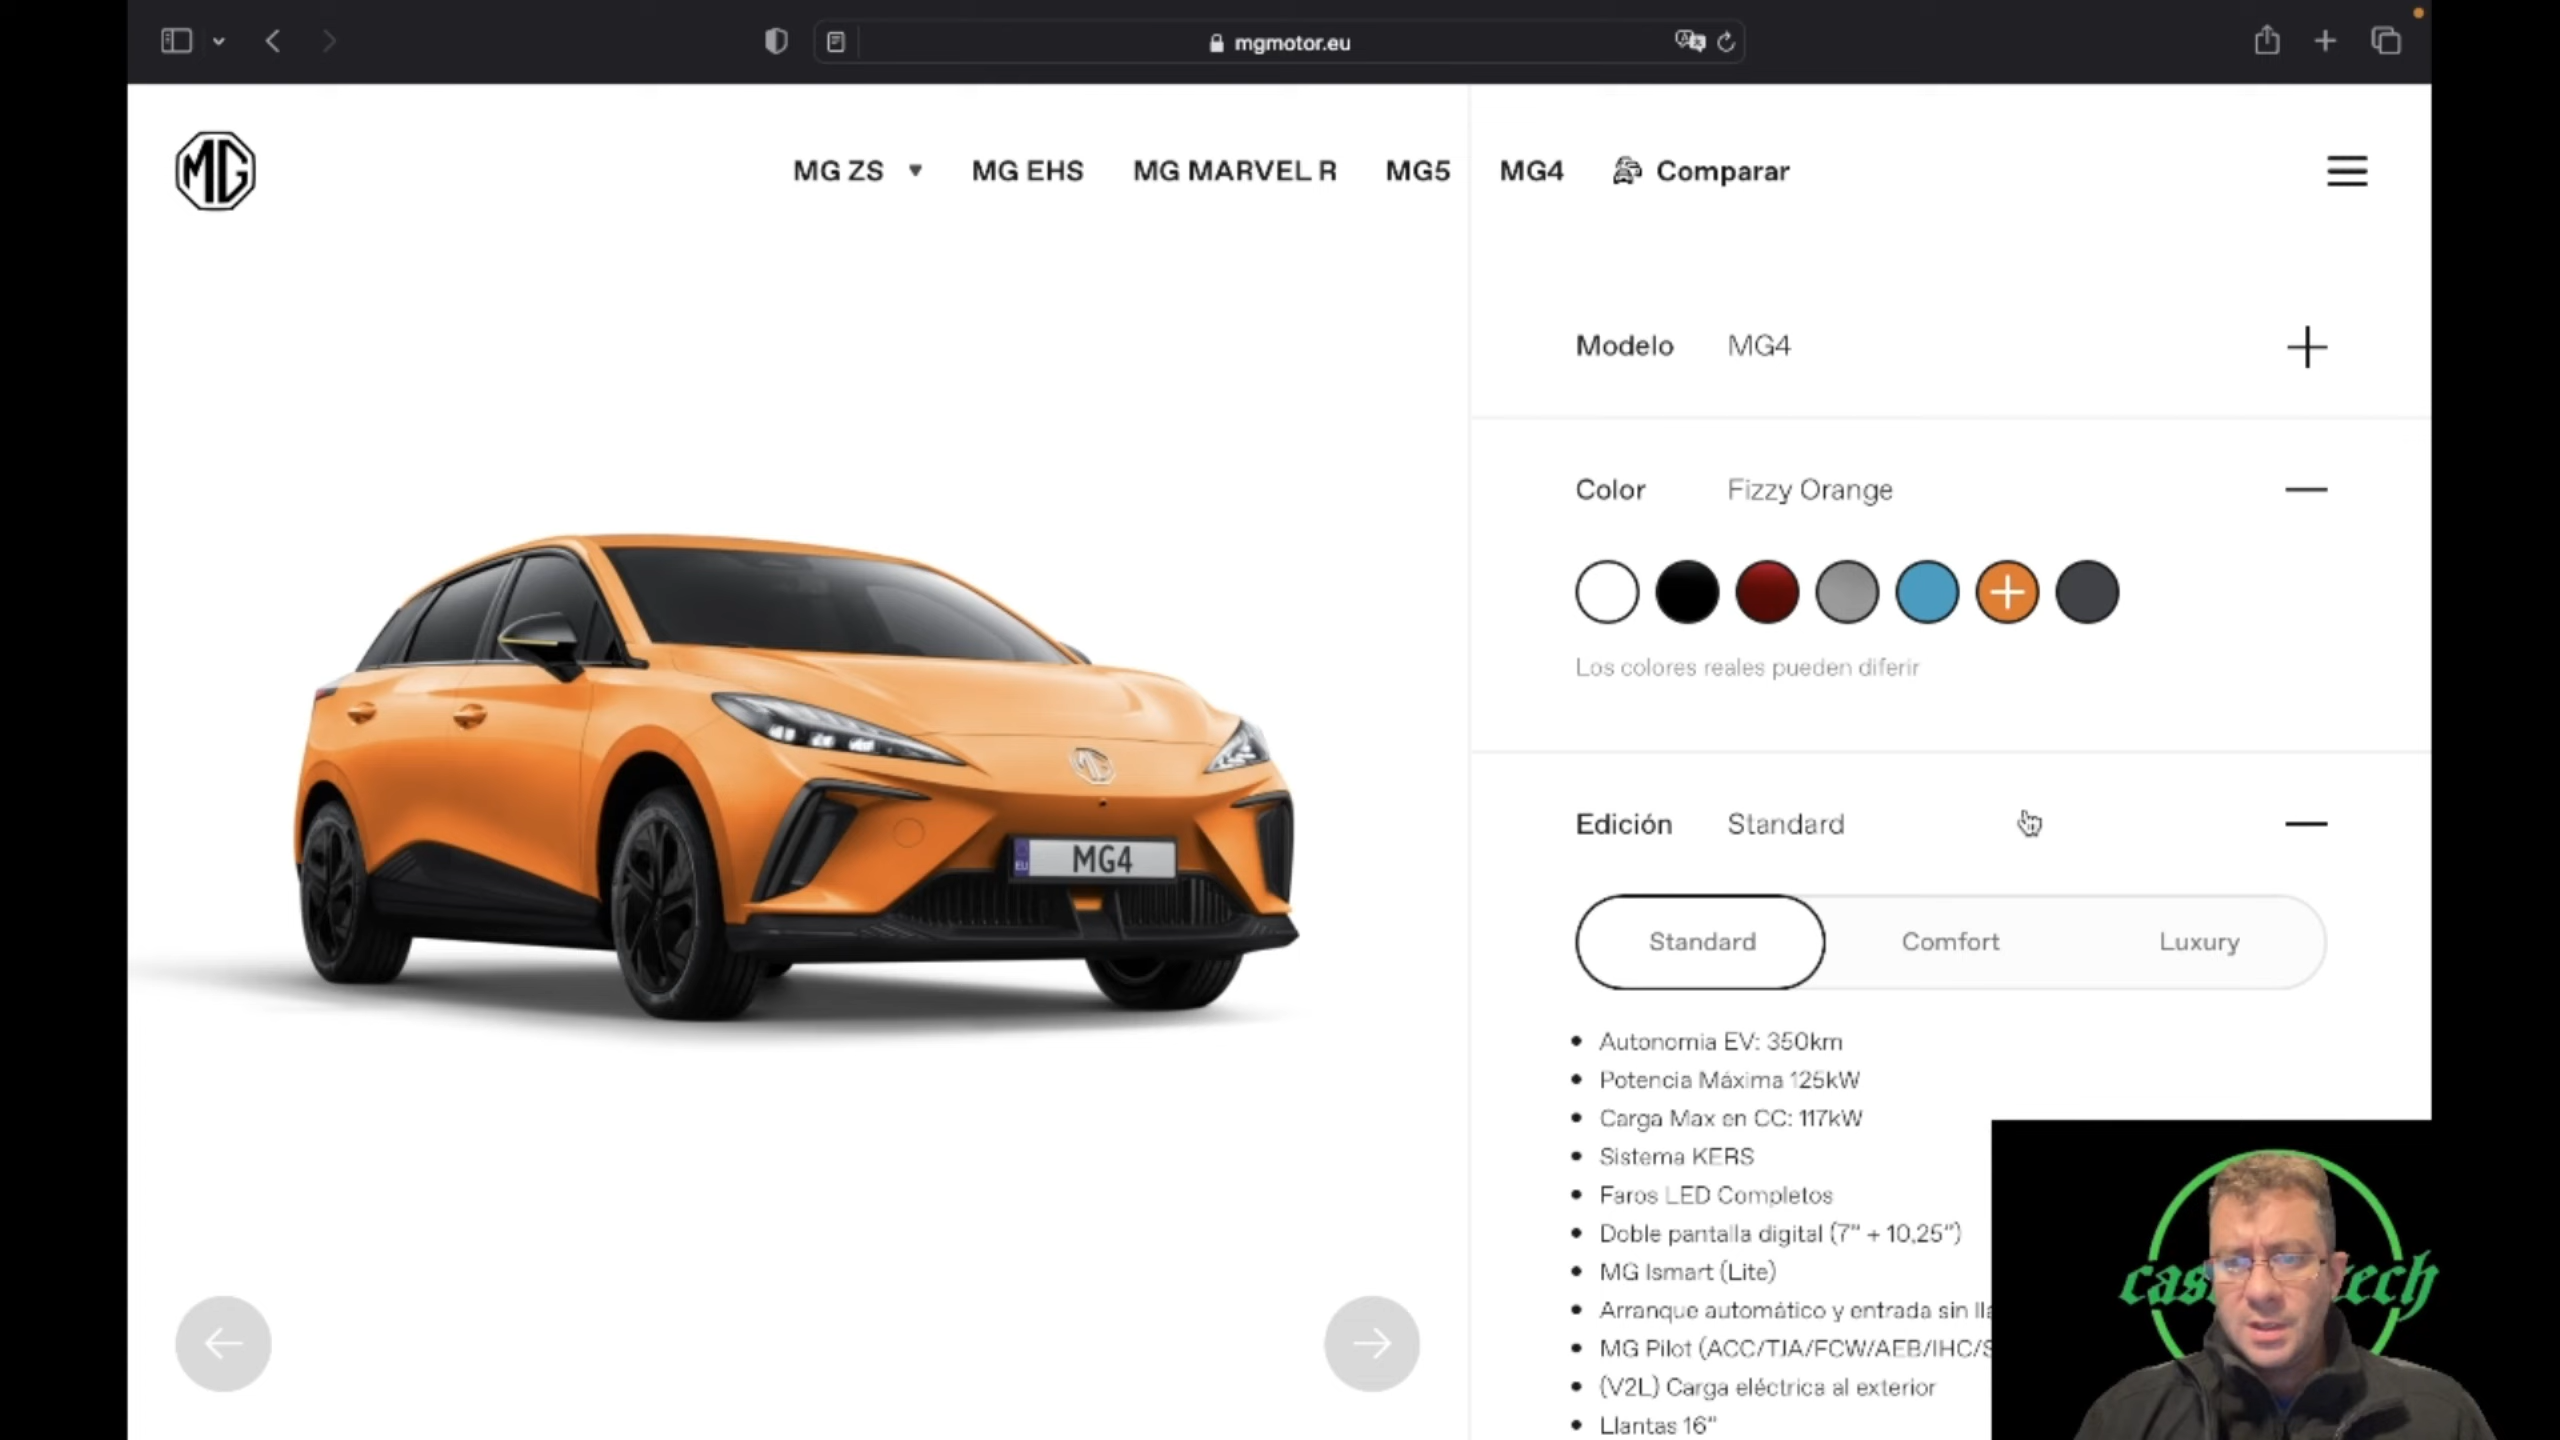 mgmotor.eu
MG
MG ZS
MG EHS
MG MARVEL R
MG5
MG4
Comparar
Modelo MG4
Color Fizzy Orange
Los colores reales pueden diferir
Edición Standard
Standard
Comfort
Luxury
Autonomia EV: 350km
Potencia Máxima 125kW
Carga Max en CC: 117kW
Sistema KERS
Faros LED Completos
Doble pantalla digital (7" + 10,25")
MG Ismart (Lite)
Arranque automático y entrada sin
MG Pilot (ACC/TJA/FCW/AEB/IHC/
(V2L) Carga eléctrica al exterior
Llantas 16"
EU MG4